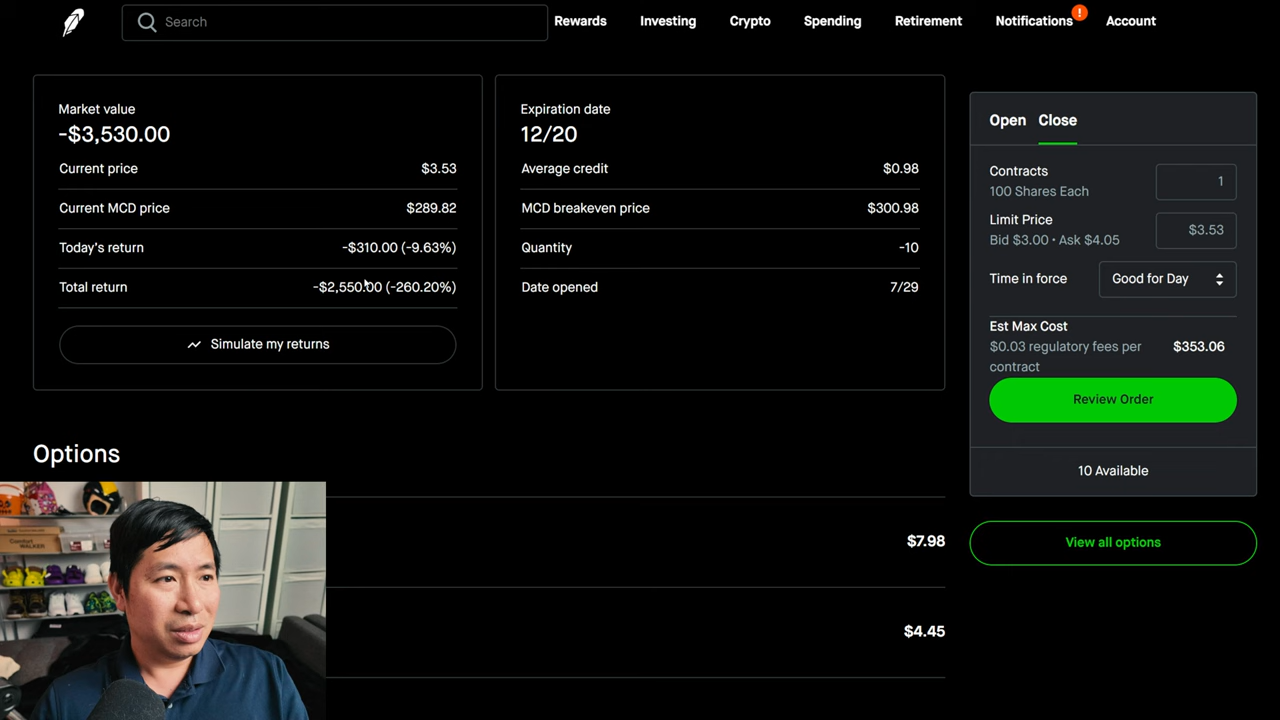 Search
Rewards
Investing
Crypto
Spending
Retirement
Notifications
!
Account
Market value
-$3,530.00
Current price $3.53
Current MCD price $289.82
Today's return -$310.00 (-9.63%)
Total return -$2,550.00 (-260.20%)
Simulate my returns
Expiration date
12/20
Average credit $0.98
MCD breakeven price $300.98
Quantity -10
Date opened 7/29
Open Close
Contracts
100 Shares Each
1
Limit Price
Bid $3.00 • Ask $4.05
$3.53
Time in force Good for Day
Est Max Cost
$0.03 regulatory fees per
contract
$353.06
Review Order
10 Available
View all options
Options
$7.98
$4.45